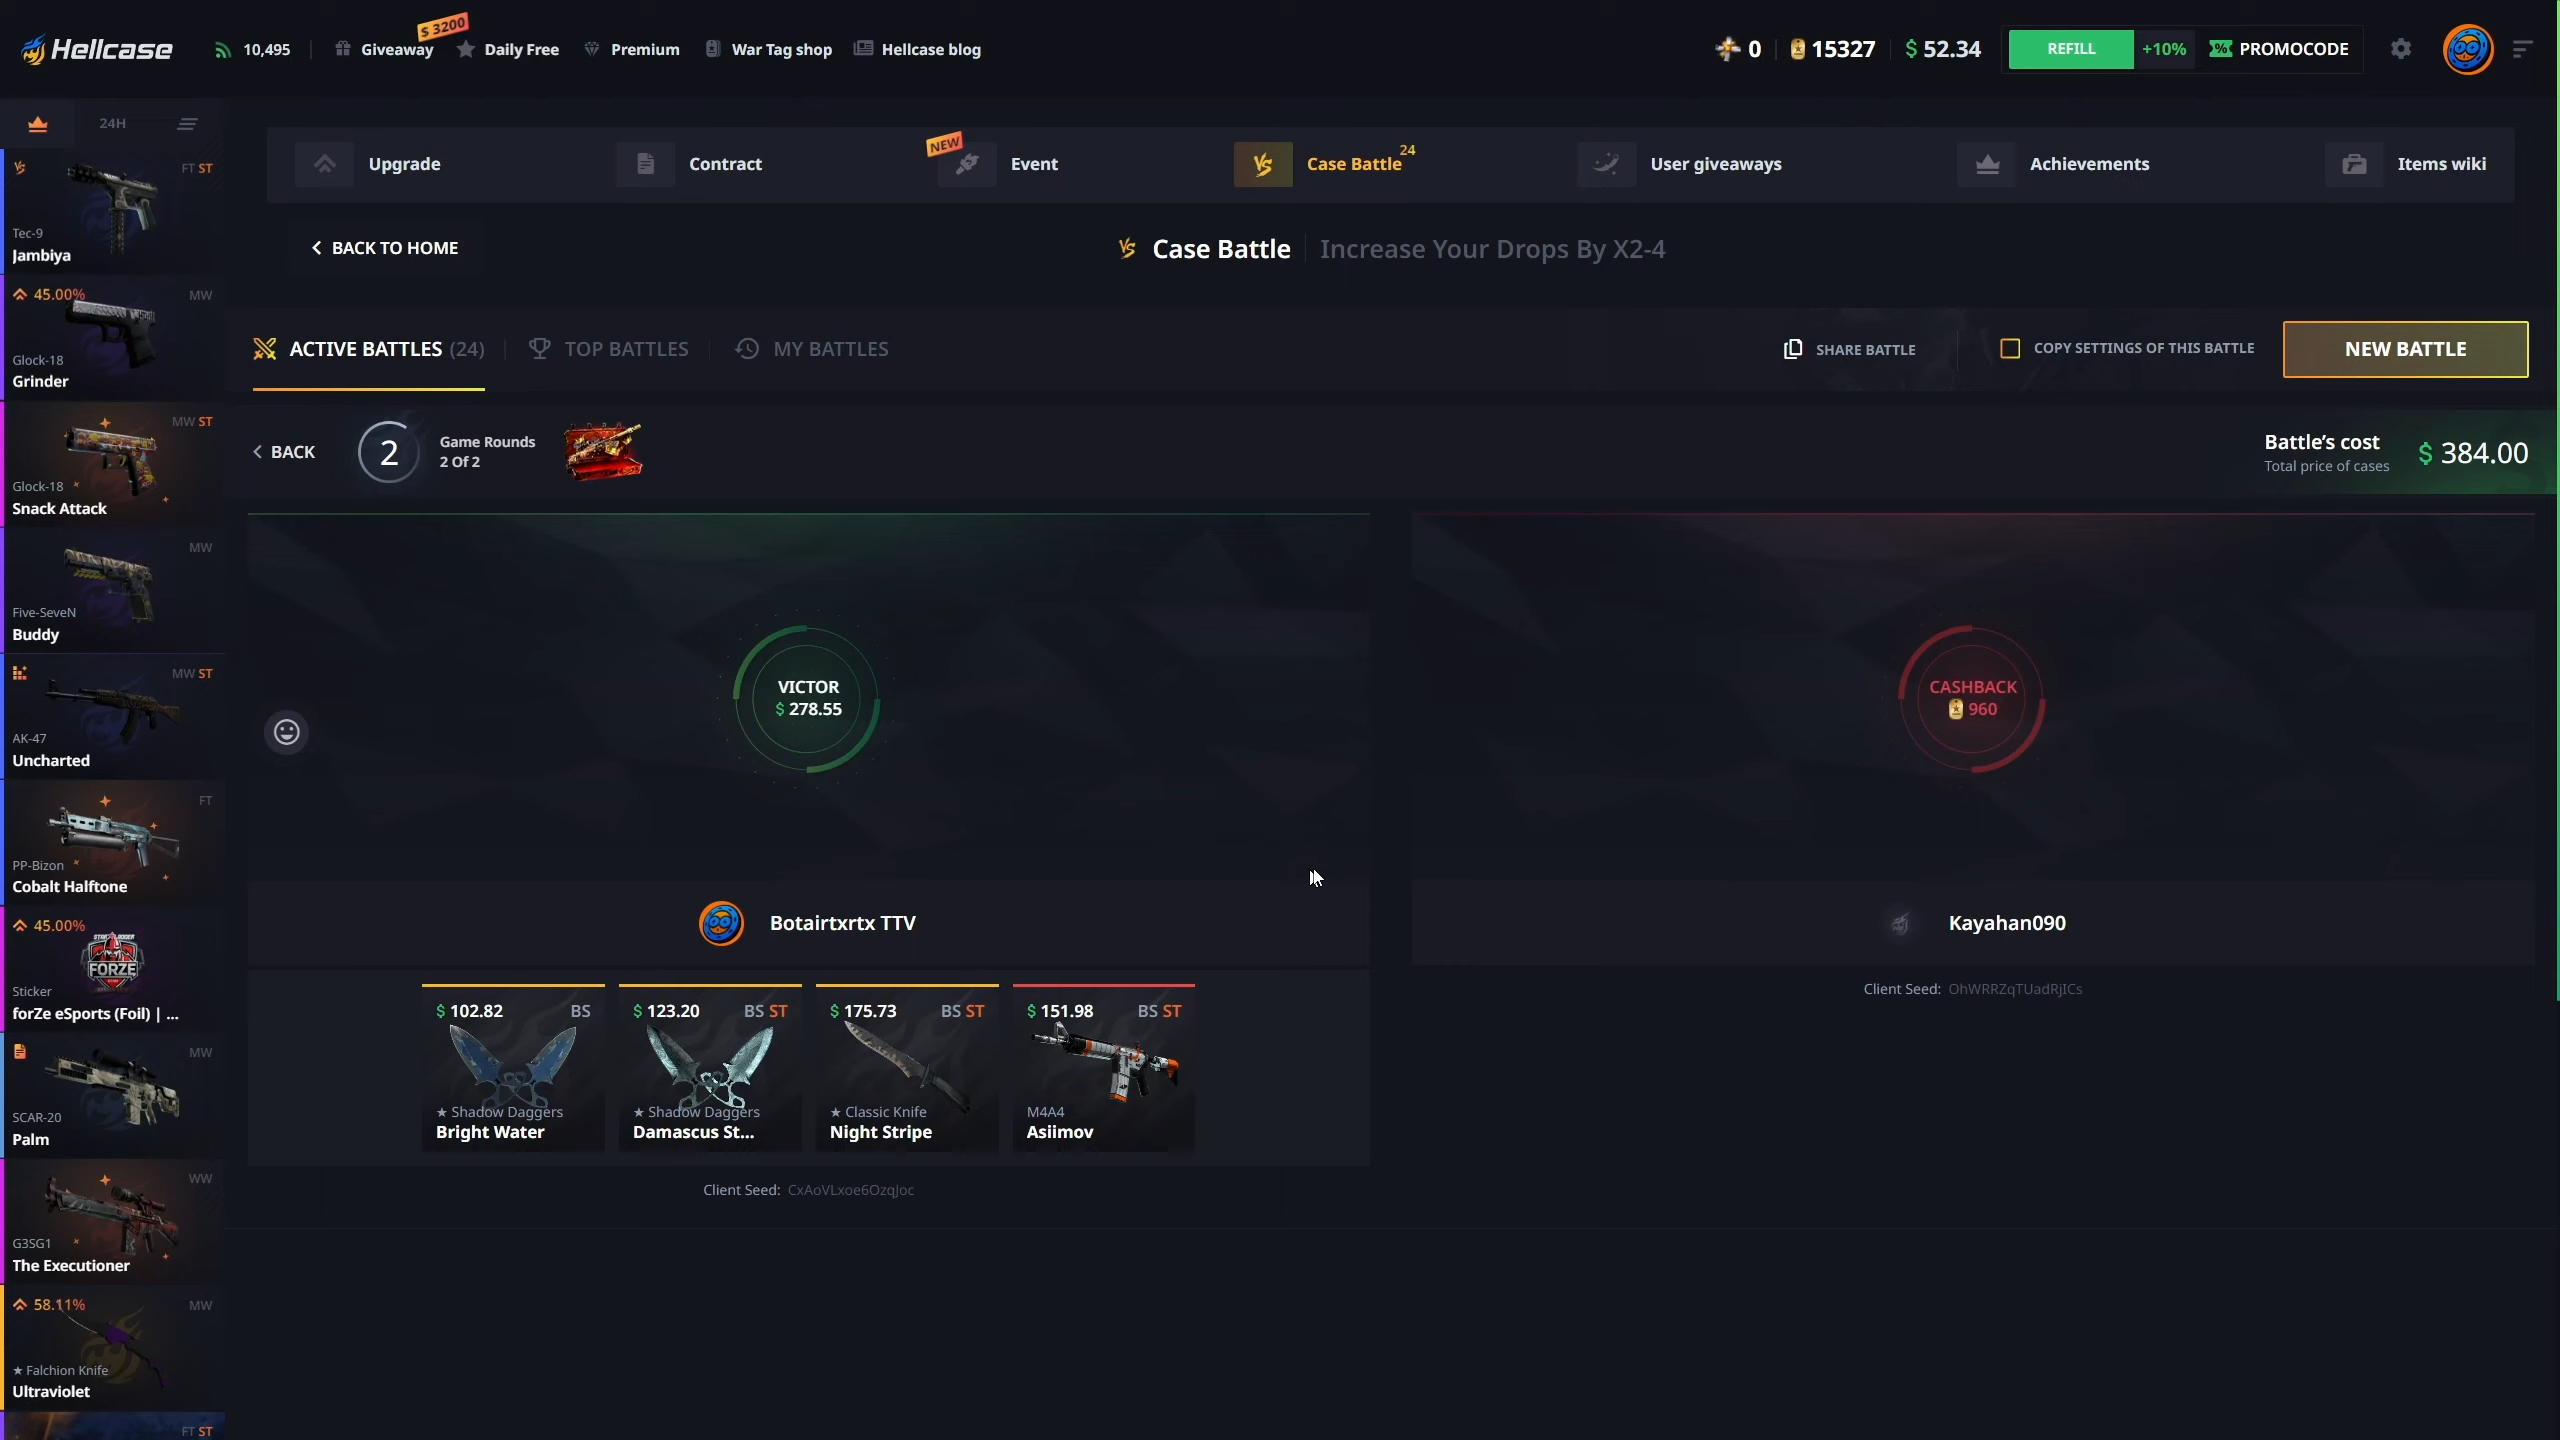 Hellcase
10,495
Giveaway
$ 3200
Daily Free
Premium
War Tag shop
Hellcase blog
0
15327
$ 52.34
REFILL
+10%
PROMOCODE
24H
Upgrade
Contract
NEW
Event
Case Battle 24
User giveaways
Achievements
Items wiki
BACK TO HOME
Case Battle
Increase Your Drops By X2-4
ACTIVE BATTLES (24)
TOP BATTLES
MY BATTLES
SHARE BATTLE
COPY SETTINGS OF THIS BATTLE
NEW BATTLE
BACK
2
Game Rounds
2 Of 2
Battle's cost
Total price of cases
$ 384.00
VICTOR
$ 278.55
CASHBACK
960
Botairtxrtx TTV
Kayahan090
Client Seed: OhWRRZqTUadRjICs
$ 102.82 BS
★ Shadow Daggers
Bright Water
$ 123.20 BS ST
★ Shadow Daggers
Damascus St...
$ 175.73 BS ST
★ Classic Knife
Night Stripe
$ 151.98 BS ST
M4A4
Asiimov
Client Seed: CxAoVLxoe6OzqJoc
FT ST
Tec-9
Jambiya
45.00% MW
Glock-18
Grinder
MW ST
Glock-18
Snack Attack
MW
Five-SeveN
Buddy
MW ST
AK-47
Uncharted
FT
PP-Bizon
Cobalt Halftone
45.00%
FORZE
Sticker
forZe eSports (Foil) | ...
MW
SCAR-20
Palm
WW
G3SG1
The Executioner
58.11% MW
★ Falchion Knife
Ultraviolet
FT ST